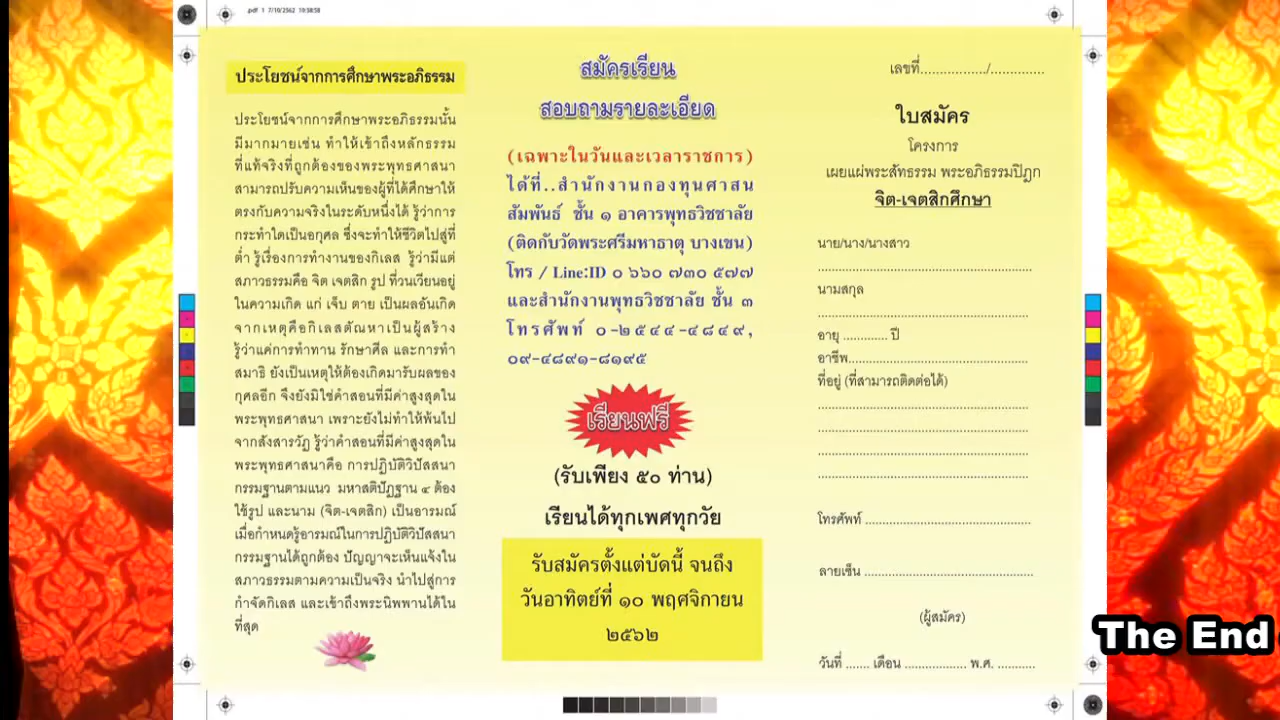 .pdf 1 7/10/2562 10:58:58
ประโยชน์จากการศึกษาพระอภิธรรม
ประโยชน์จากการศึกษาพระอภิธรรมนั้น
มีมากมายเช่น ทำให้เข้าถึงหลักธรรม
ที่แท้จริงที่ถูกต้องของพระพุทธศาสนา
สามารถปรับความเห็นของผู้ที่ได้ศึกษาให้
ตรงกับความจริงในระดับหนึ่งได้ รู้ว่าการ
กระทำใดเป็นอกุศล ซึ่งจะทำให้ชีวิตไปสู่ที่
ต่ำ รู้เรื่องการทำงานของกิเลส รู้ว่ามีแต่
สภาวธรรมคือ จิต เจตสิก รูป ที่วนเวียนอยู่
ในความเกิด แก่ เจ็บ ตาย เป็นผลอันเกิด
จากเหตุคือกิเลสตัณหาเป็นผู้สร้าง
รู้ว่าแค่การทำทาน รักษาศีล และการทำ
สมาธิ ยังเป็นเหตุให้ต้องเกิดมารับผลของ
กุศลอีก จึงยังมิใช่คำสอนที่มีค่าสูงสุดใน
พระพุทธศาสนา เพราะยังไม่ทำให้พ้นไป
จากสังสารวัฏ รู้ว่าคำสอนที่มีค่าสูงสุดใน
พระพุทธศาสนาคือ การปฏิบัติวิปัสสนา
กรรมฐานตามแนว มหาสติปัฏฐาน ๔ ต้อง
ใช้รูป และนาม (จิต-เจตสิก) เป็นอารมณ์
เมื่อกำหนดรู้อารมณ์ในการปฏิบัติวิปัสสนา
กรรมฐานได้ถูกต้อง ปัญญาจะเห็นแจ้งใน
สภาวธรรมตามความเป็นจริง นำไปสู่การ
กำจัดกิเลส และเข้าถึงพระนิพพานได้ใน
ที่สุด
สมัครเรียน
สอบถามรายละเอียด
(เฉพาะในวันและเวลาราชการ)
ได้ที่..สำนักงานกองทุนศาสน
สัมพันธ์ ชั้น ๑ อาคารพุทธวิชชาลัย
(ติดกับวัดพระศรีมหาธาตุ บางเขน)
โทร / Line:ID ๐ ๖๖๐ ๗๓๐ ๕๗๗
และสำนักงานพุทธวิชชาลัย ชั้น ๓
โทรศัพท์ ๐-๒๕๔๔-๔๘๔๙,
๐๙-๔๘๙๑-๘๑๙๕
เรียนฟรี
(รับเพียง ๕๐ ท่าน)
เรียนได้ทุกเพศทุกวัย
รับสมัครตั้งแต่บัดนี้ จนถึง
วันอาทิตย์ที่ ๑๐ พฤศจิกายน
๒๕๖๒
เลขที่................./..............
ใบสมัคร
โครงการ
เผยแผ่พระสัทธรรม พระอภิธรรมปิฎก
จิต-เจตสิกศึกษา
นาย/นาง/นางสาว
.......................................................
นามสกุล
.......................................................
อายุ ............ ปี
อาชีพ...............................................
ที่อยู่ (ที่สามารถติดต่อได้)
.......................................................
.......................................................
.......................................................
.......................................................
โทรศัพท์ ...........................................
ลายเซ็น ............................................
(ผู้สมัคร)
วันที่ ...... เดือน ................ พ.ศ. ..........
The End